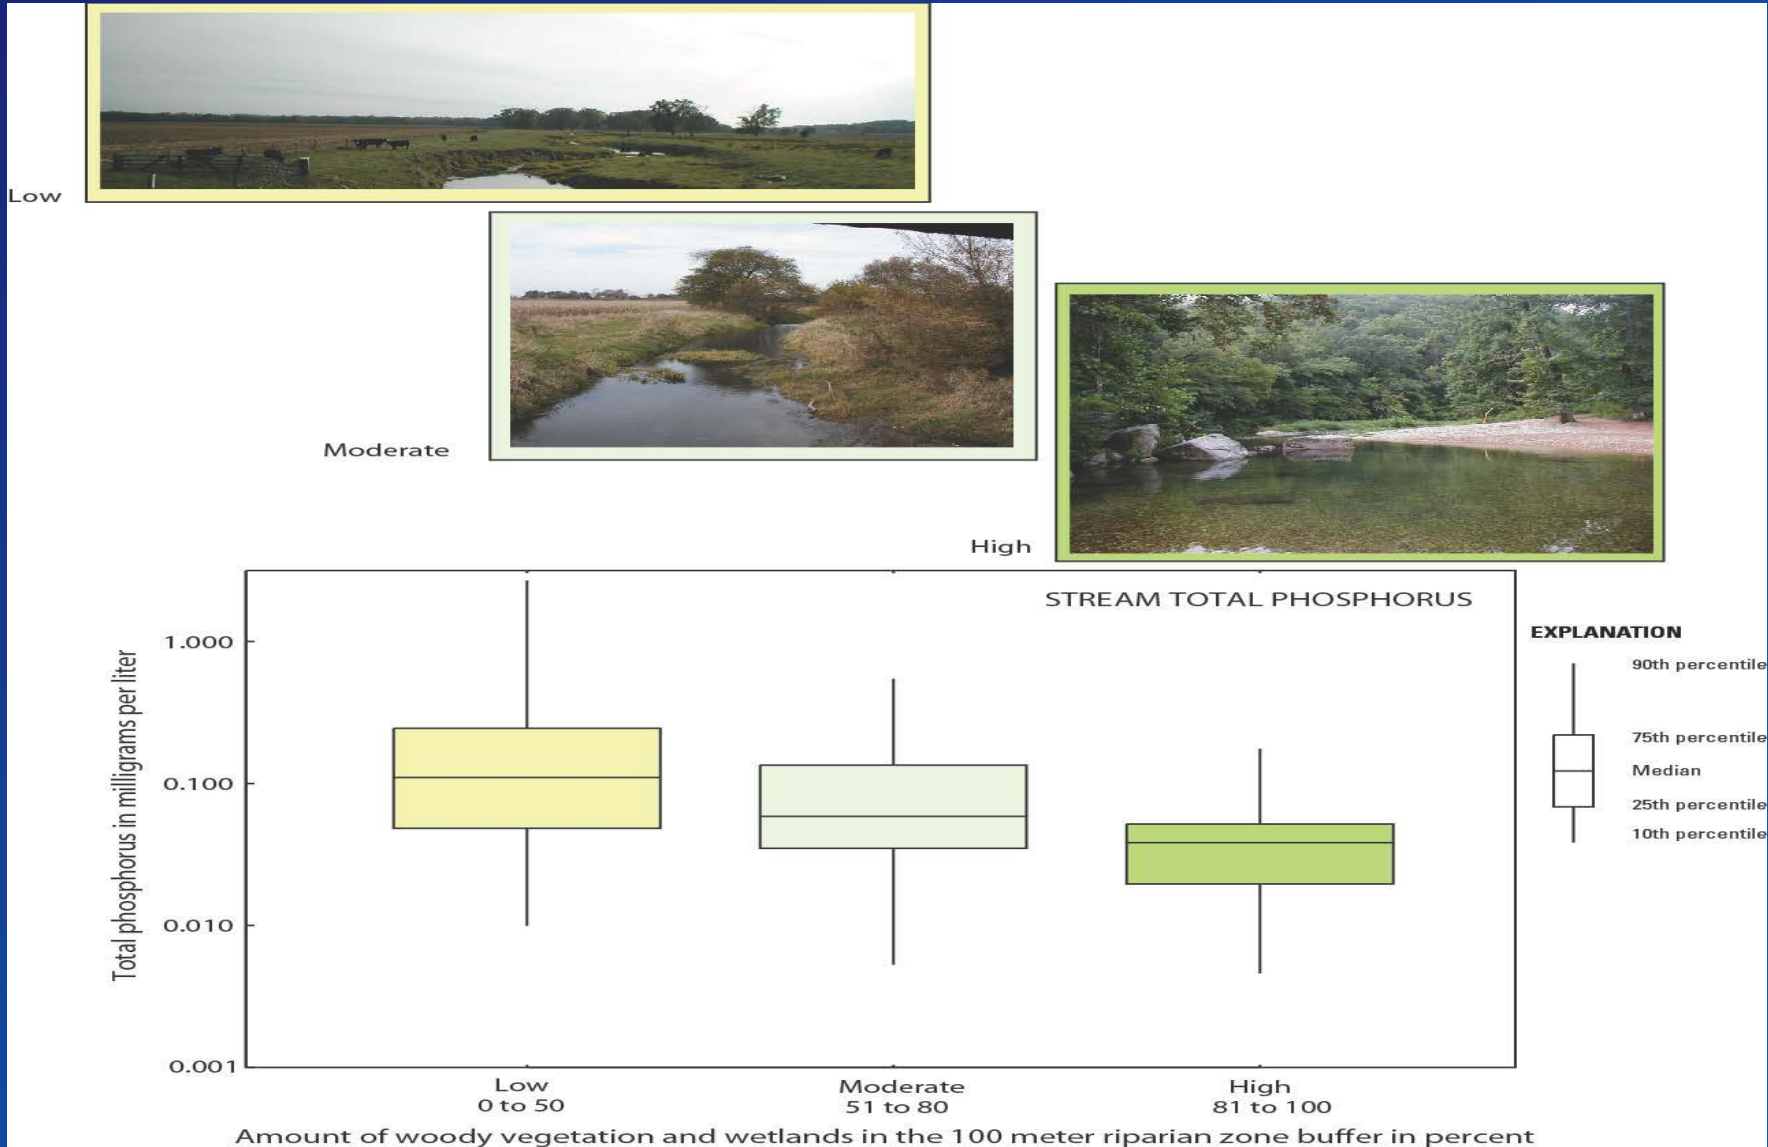 Low
Moderate
High
STREAM TOTAL PHOSPHORUS
EXPLANATION
90th percentile
75th percentile
Median
25th percentile
10th percentile
Total phosphorus in milligrams per liter
1.000
0.100
0.010
0.001
Low
0 to 50
Moderate
51 to 80
High
81 to 100
Amount of woody vegetation and wetlands in the 100 meter riparian zone buffer in percent